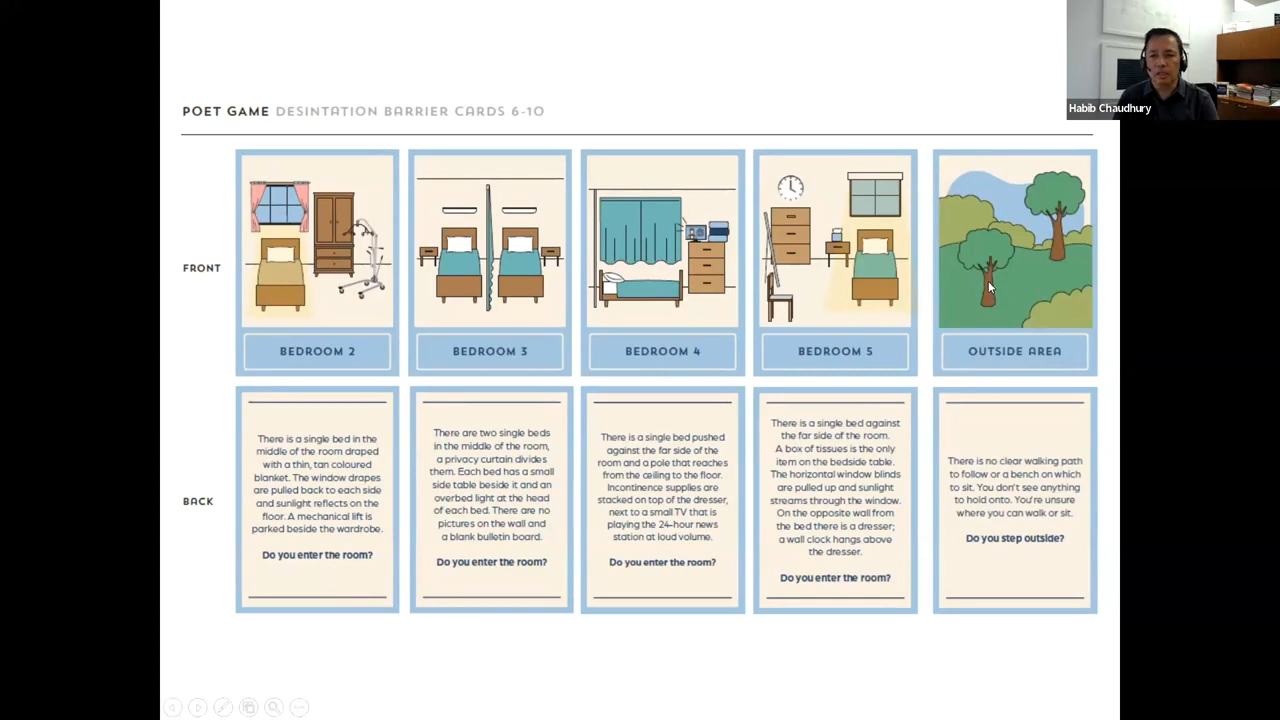 Habib Chaudhury
POET GAME DESINTATION BARRIER CARDS 6-10
FRONT
BEDROOM 2
BEDROOM 3
BEDROOM 4
BEDROOM 5
OUTSIDE AREA
BACK
There is a single bed in the
middle of the room draped
with a thin, tan coloured
blanket. The window drapes
are pulled back to each side
and sunlight reflects on the
floor. A mechanical lift is
parked beside the wardrobe.
Do you enter the room?
There are two single beds
in the middle of the room,
a privacy curtain divides
them. Each bed has a small
side table beside it and an
overbed light at the head
of each bed. There are no
pictures on the wall and
a blank bulletin board.
Do you enter the room?
There is a single bed pushed
against the far side of the
room and a pole that reaches
from the ceiling to the floor.
Incontinence supplies are
stacked on top of the dresser,
next to a small TV that is
playing the 24-hour news
station at loud volume.
Do you enter the room?
There is a single bed against
the far side of the room.
A box of tissues is the only
item on the bedside table.
The horizontal window blinds
are pulled up and sunlight
streams through the window.
On the opposite wall from
the bed there is a dresser;
a wall clock hangs above
the dresser.
Do you enter the room?
There is no clear walking path
to follow or a bench on which
to sit. You don't see anything
to hold onto. You're unsure
where you can walk or sit.
Do you step outside?